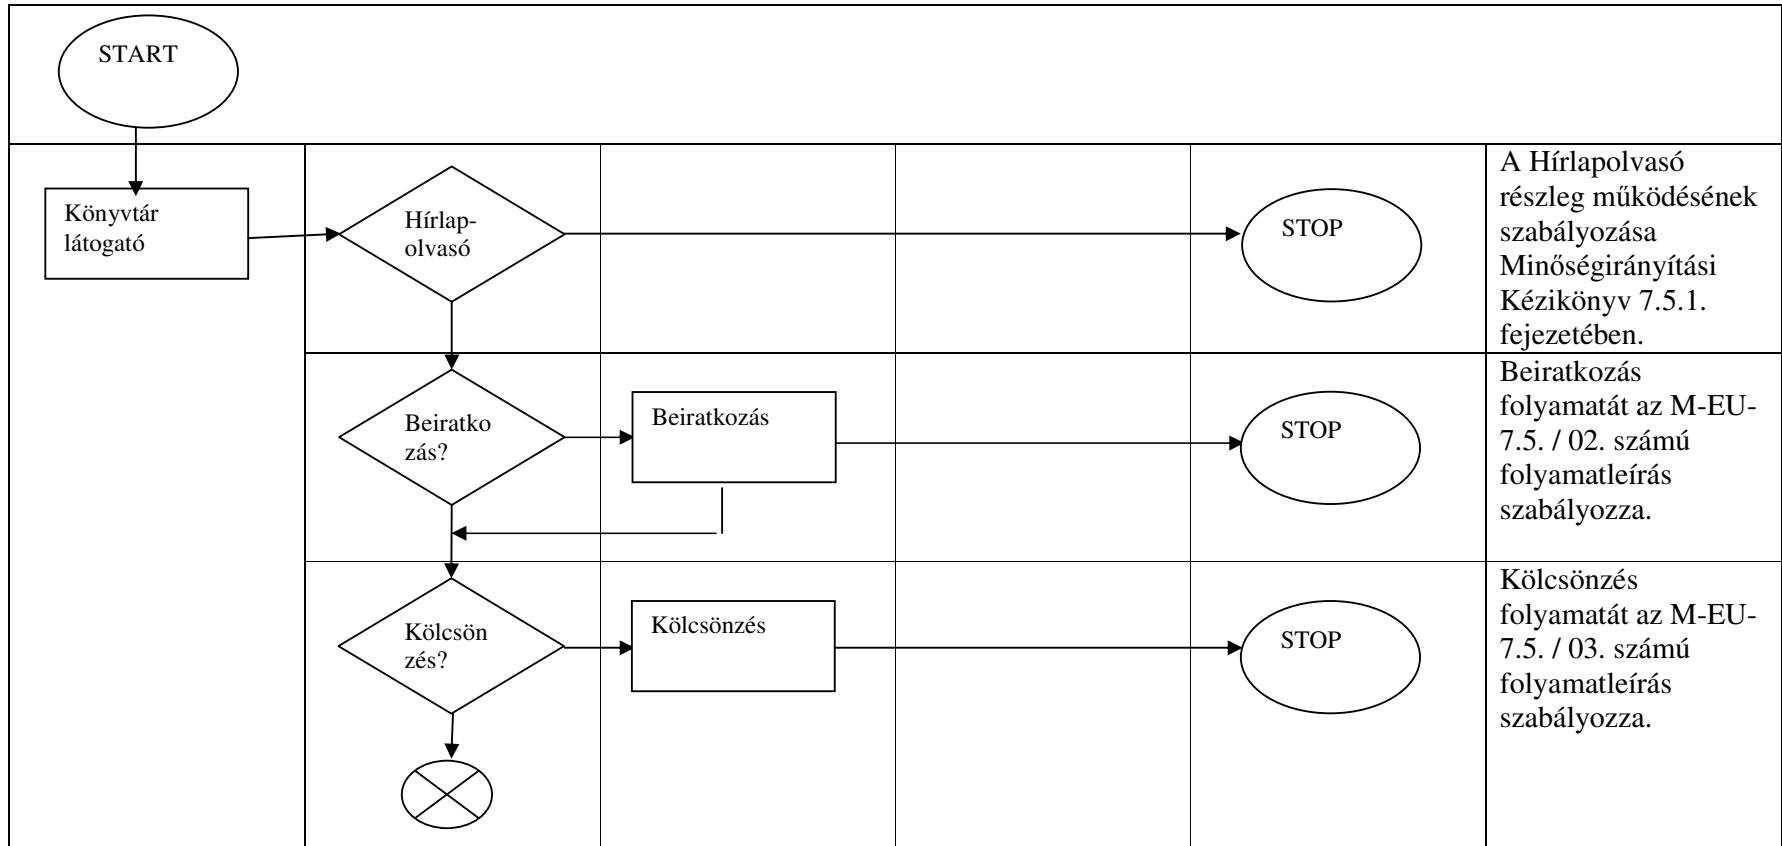 START
Könyvtár
látogató
Hírlap-
olvasó
STOP
A Hírlapolvasó
részleg működésének
szabályozása
Minőségirányítási
Kézikönyv 7.5.1.
fejezetében.
Beiratko
zás?
Beiratkozás
STOP
Beiratkozás
folyamatát az M-EU-
7.5. / 02. számú
folyamatleírás
szabályozza.
Kölcsön
zés?
Kölcsönzés
STOP
Kölcsönzés
folyamatát az M-EU-
7.5. / 03. számú
folyamatleírás
szabályozza.